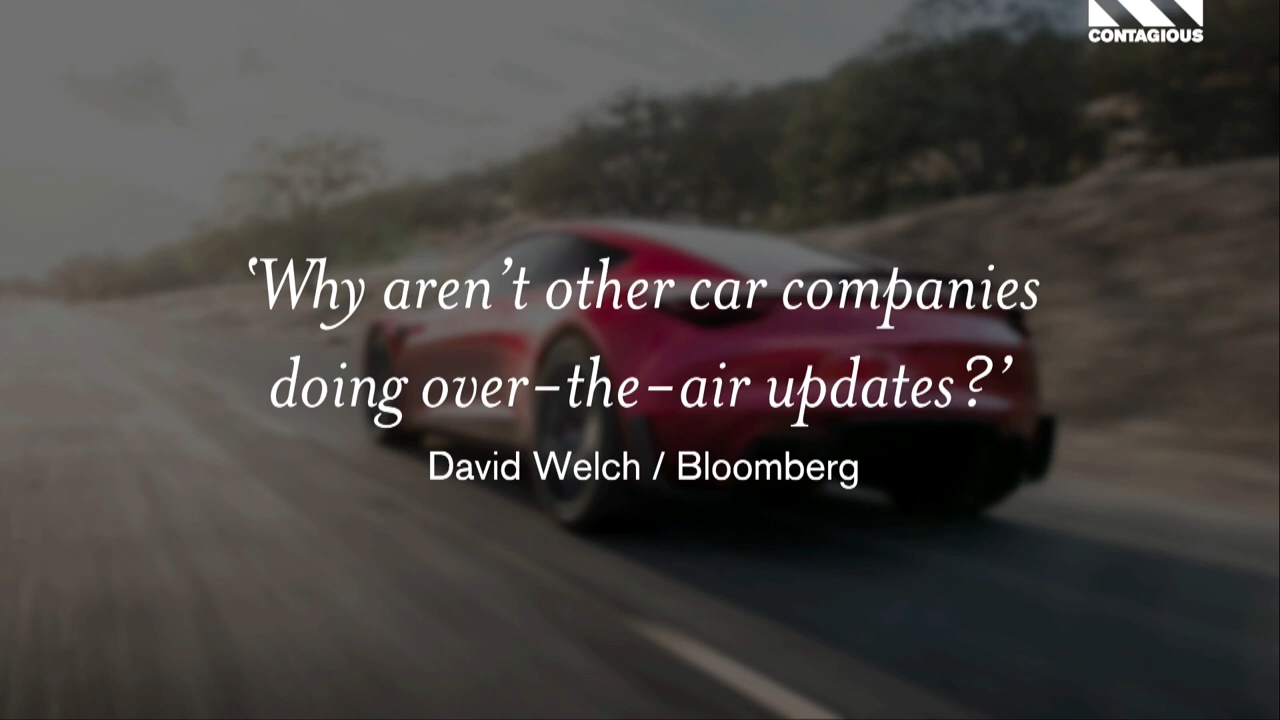 CONTAGIOUS
‘Why aren’t other car companies
doing over–the–air updates?’
David Welch / Bloomberg